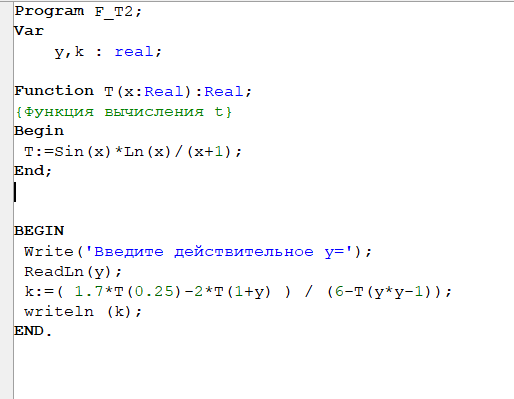 Program F_T2;
Var
y,k : real;
Function T(x:Real):Real;
{Функция вычисления t}
Begin
T:=Sin(x)*Ln(x)/(x+1);
End;
BEGIN
Write('Введите действительное y=');
ReadLn(y);
k:=( 1.7*T(0.25)-2*T(1+y) ) / (6-T(y*y-1));
writeln (k);
END.